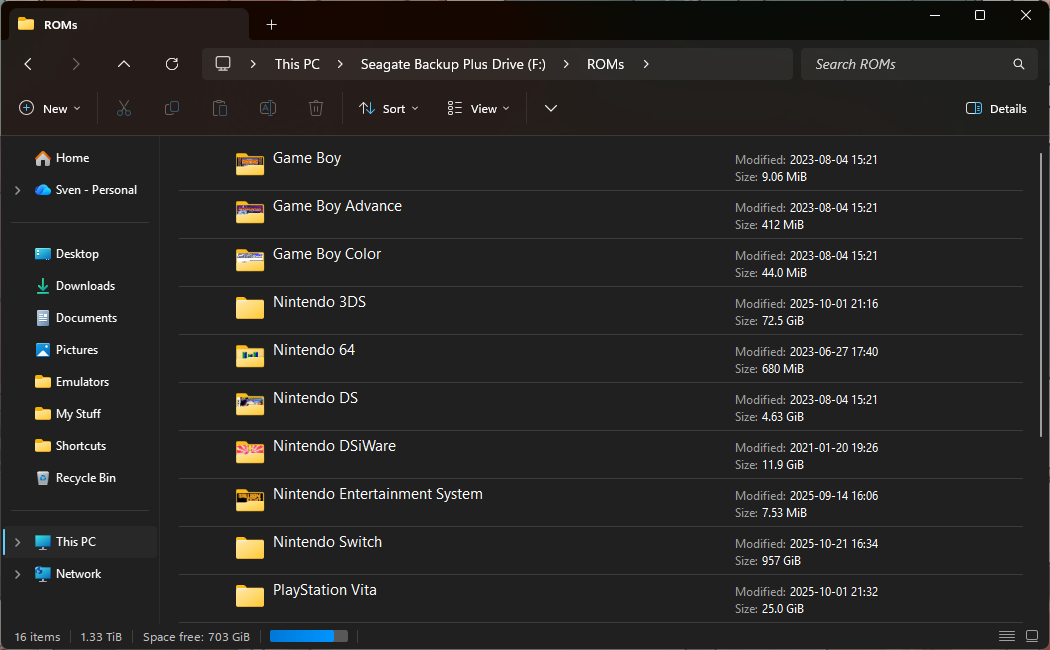 ROMs
This PC Seagate Backup Plus Drive (F:) ROMs
Search ROMs
New
Sort
View
Details
Home
Sven - Personal
Desktop
Downloads
Documents
Pictures
Emulators
My Stuff
Shortcuts
Recycle Bin
This PC
Network
Game Boy
Modified: 2023-08-04 15:21
Size: 9.06 MiB
Game Boy Advance
Modified: 2023-08-04 15:21
Size: 412 MiB
Game Boy Color
Modified: 2023-08-04 15:21
Size: 44.0 MiB
Nintendo 3DS
Modified: 2025-10-01 21:16
Size: 72.5 GiB
Nintendo 64
Modified: 2023-06-27 17:40
Size: 680 MiB
Nintendo DS
Modified: 2023-08-04 15:21
Size: 4.63 GiB
Nintendo DSiWare
Modified: 2021-01-20 19:26
Size: 11.9 GiB
Nintendo Entertainment System
Modified: 2025-09-14 16:06
Size: 7.53 MiB
Nintendo Switch
Modified: 2025-10-21 16:34
Size: 957 GiB
PlayStation Vita
Modified: 2025-10-01 21:32
Size: 25.0 GiB
16 items 1.33 TiB Space free: 703 GiB